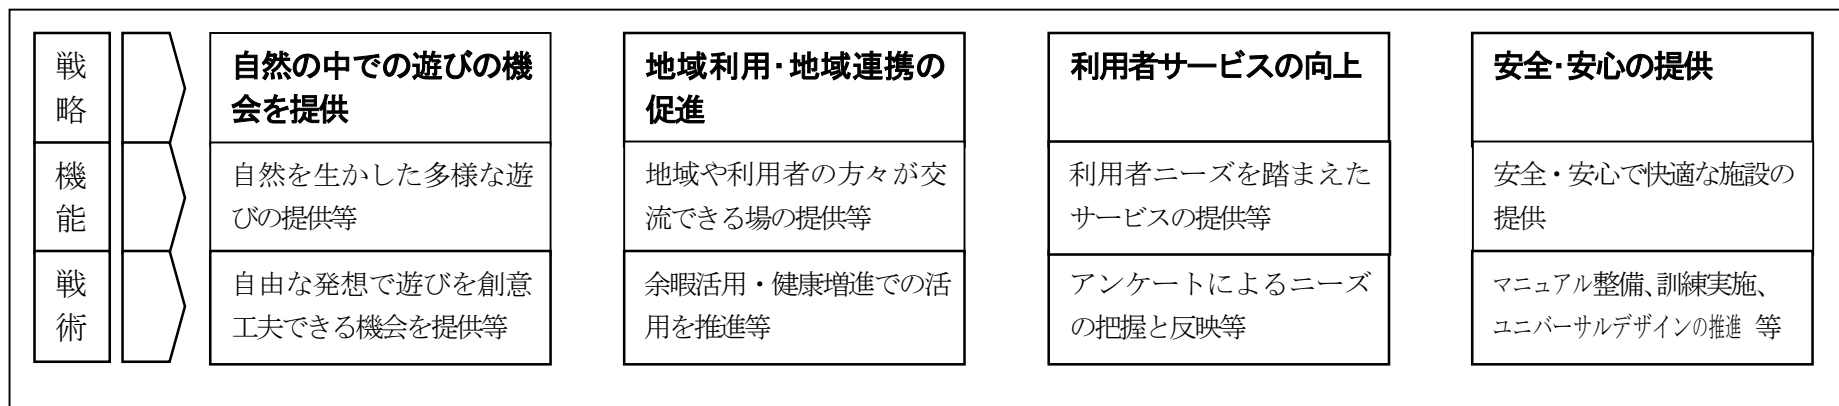 戦略
自然の中での遊びの機
会を提供
地域利用・地域連携の
促進
利用者サービスの向上
安全・安心の提供
機能
自然を生かした多様な遊
びの提供等
地域や利用者の方々が交
流できる場の提供等
利用者ニーズを踏まえた
サービスの提供等
安全・安心で快適な施設の
提供
戦術
自由な発想で遊びを創意
工夫できる機会を提供等
余暇活用・健康増進での活
用を推進等
アンケートによるニーズ
の把握と反映等
マニュアル整備、訓練実施、
ユニバーサルデザインの推進 等